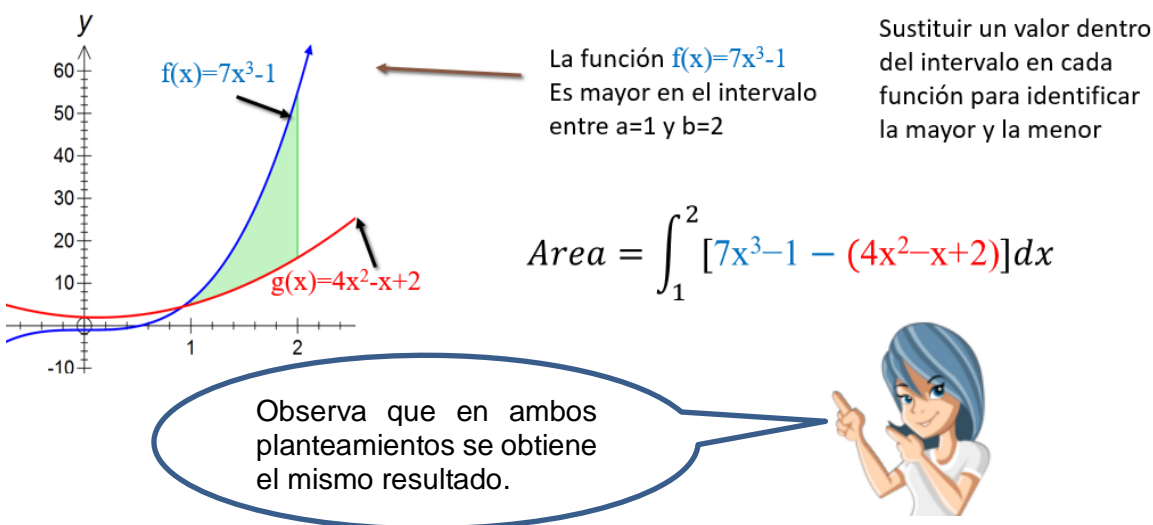 y
60
50
40
30
20
10
-10
1
2
f(x)=7x³-1
g(x)=4x²-x+2
La función f(x)=7x³-1
Es mayor en el intervalo
entre a=1 y b=2
Sustituir un valor dentro
del intervalo en cada
función para identificar
la mayor y la menor
Area = ∫₁² [7x³−1 − (4x²−x+2)]dx
Observa que en ambos
planteamientos se obtiene
el mismo resultado.